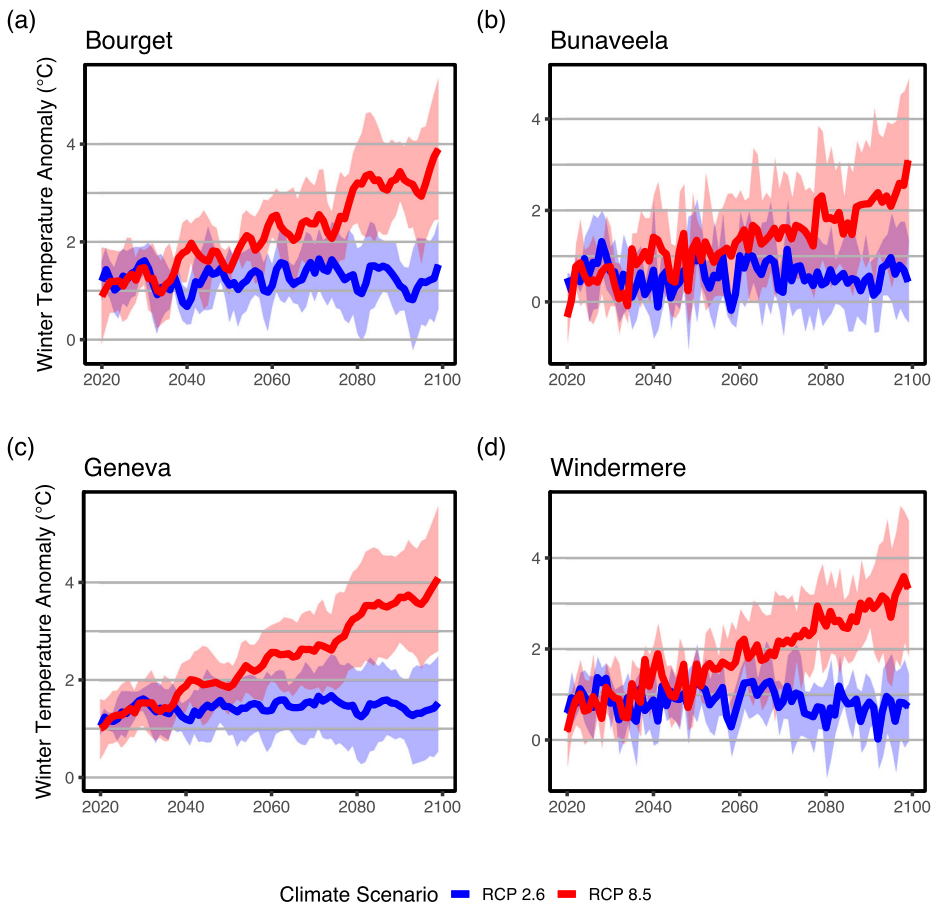 (a)
Bourget
Winter Temperature Anomaly (°C)
4
2
0
2020 2040 2060 2080 2100
(b)
Bunaveela
4
2
0
2020 2040 2060 2080 2100
(c)
Geneva
Winter Temperature Anomaly (°C)
4
2
0
2020 2040 2060 2080 2100
(d)
Windermere
4
2
0
2020 2040 2060 2080 2100
Climate Scenario RCP 2.6 RCP 8.5